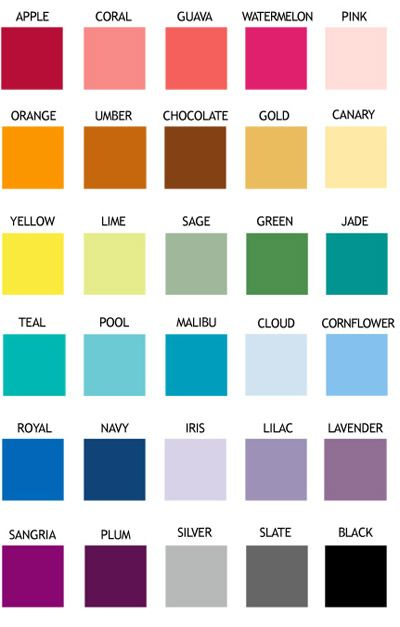 APPLE CORAL GUAVA WATERMELON PINK
ORANGE UMBER CHOCOLATE GOLD CANARY
YELLOW LIME SAGE GREEN JADE
TEAL POOL MALIBU CLOUD CORNFLOWER
ROYAL NAVY IRIS LILAC LAVENDER
SANGRIA PLUM SILVER SLATE BLACK